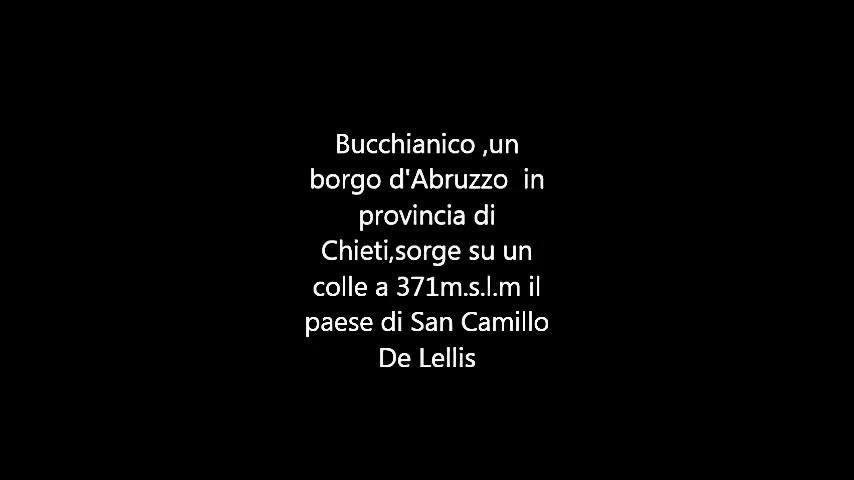 Bucchianico ,un
borgo d'Abruzzo  in
provincia di
Chieti,sorge su un
colle a 371m.s.l.m il
paese di San Camillo
De Lellis